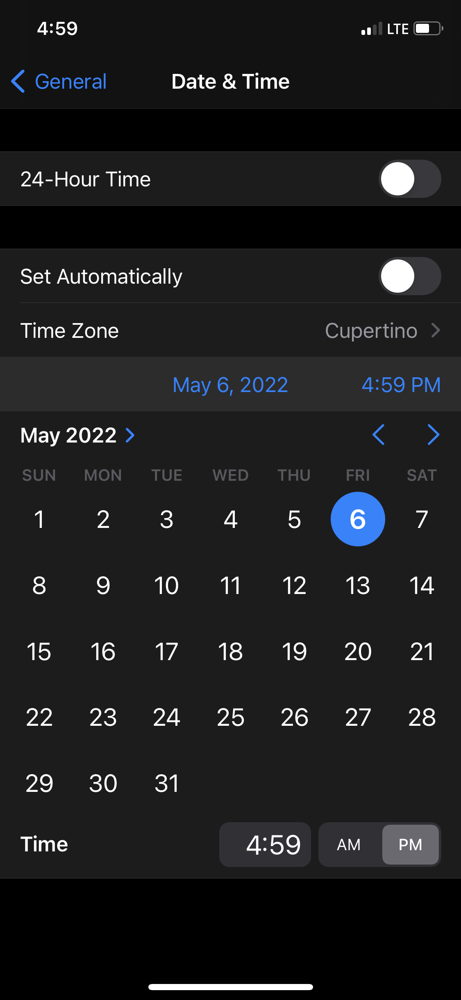 4:59 LTE
General Date & Time
24-Hour Time
Set Automatically
Time Zone Cupertino
May 6, 2022 4:59 PM
May 2022
SUN MON TUE WED THU FRI SAT
1 2 3 4 5 6 7
8 9 10 11 12 13 14
15 16 17 18 19 20 21
22 23 24 25 26 27 28
29 30 31
Time 4:59 AM PM